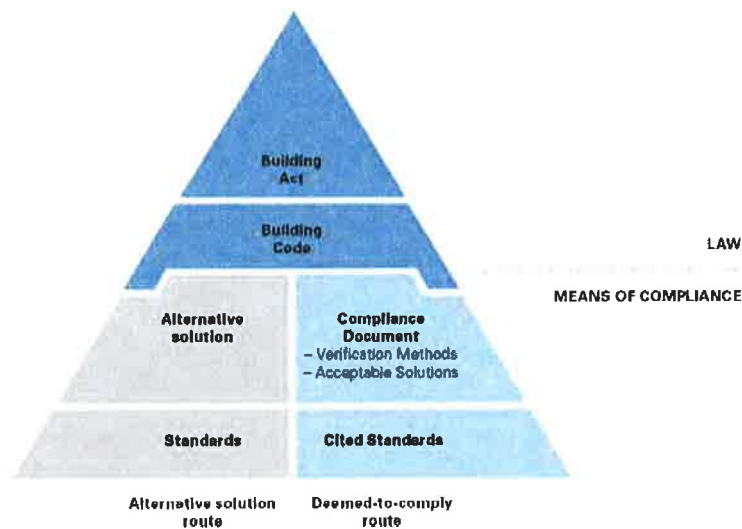 Building
Act
Building
Code
LAW
MEANS OF COMPLIANCE
Alternative
solution
Compliance
Document
– Verification Methods
– Acceptable Solutions
Standards
Cited Standards
Alternative solution
route
Deemed-to-comply
route